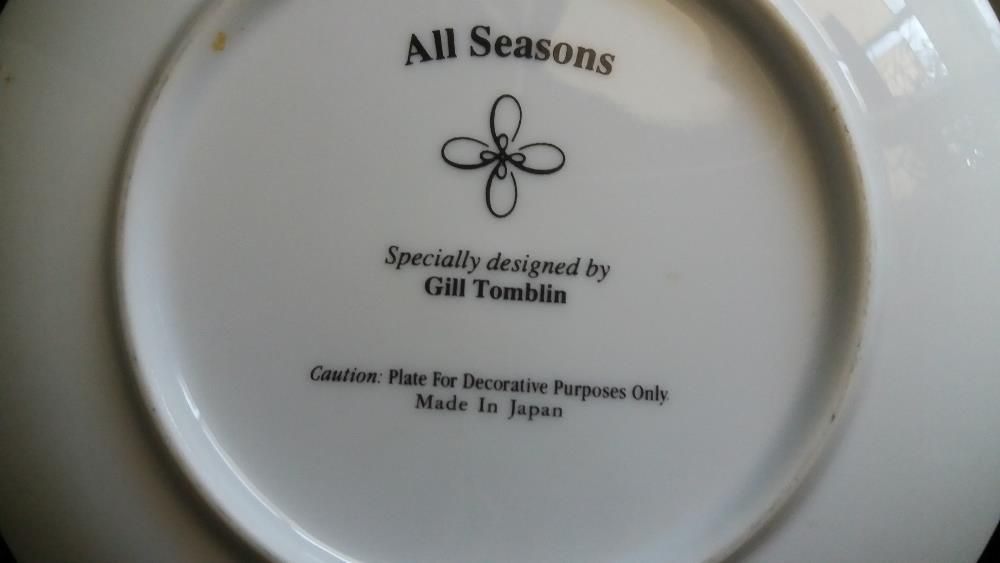 All Seasons
Specially designed by
Gill Tomblin
Caution: Plate For Decorative Purposes Only.
Made In Japan